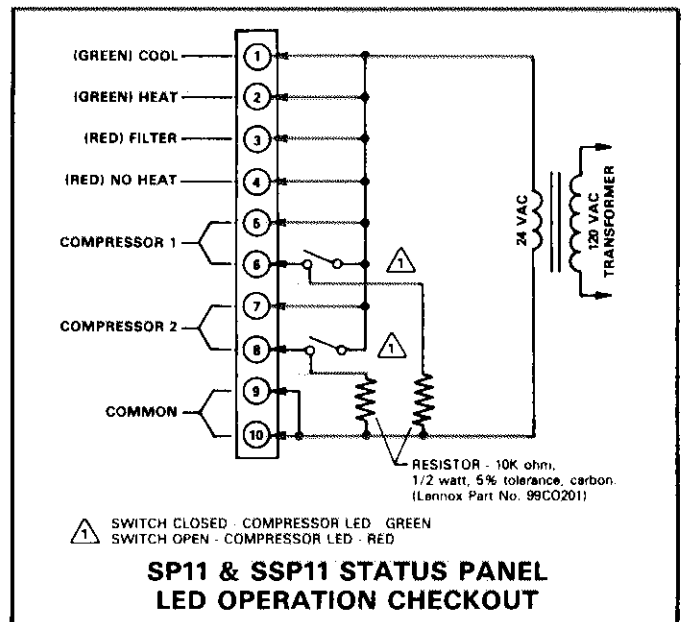 (GREEN) COOL
1
(GREEN) HEAT
2
(RED) FILTER
3
(RED) NO HEAT
4
COMPRESSOR 1
5
6
1
COMPRESSOR 2
7
8
1
COMMON
9
10
24 VAC
120 VAC
TRANSFORMER
RESISTOR - 10K ohm,
1/2 watt, 5% tolerance, carbon.
(Lennox Part No. 99CO201)
1
SWITCH CLOSED - COMPRESSOR LED GREEN
SWITCH OPEN - COMPRESSOR LED - RED
SP11 & SSP11 STATUS PANEL
LED OPERATION CHECKOUT